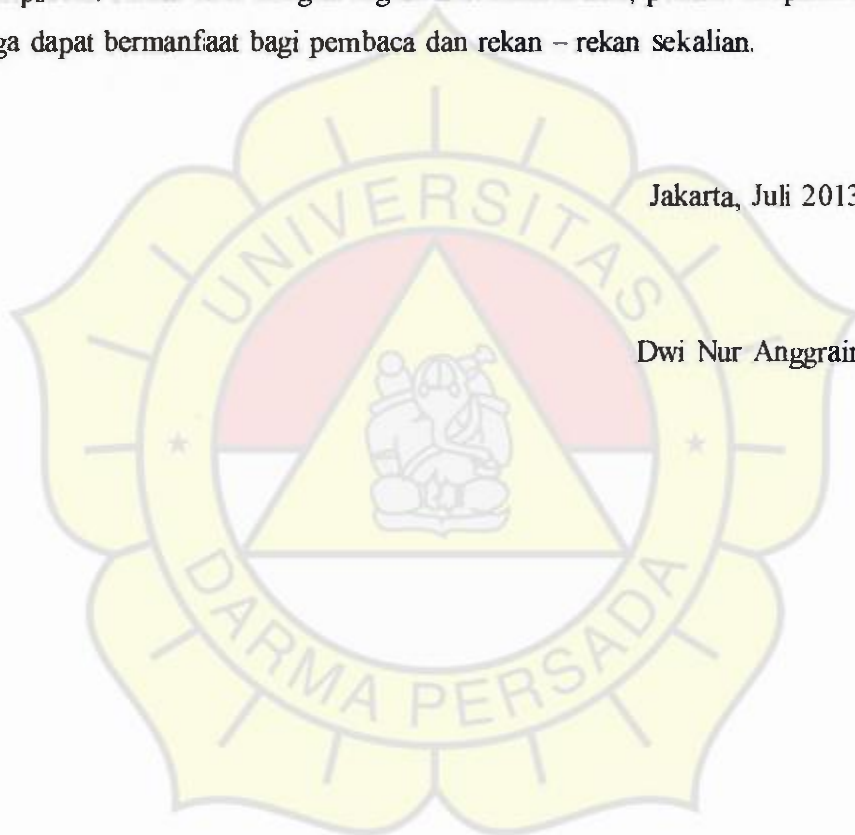 ga dapat bermanfaat bagi pembaca dan rekan – rekan sekalian.
Jakarta, Juli 2013
Dwi Nur Anggrain
UNIVERSITAS
DARMA PERSADA